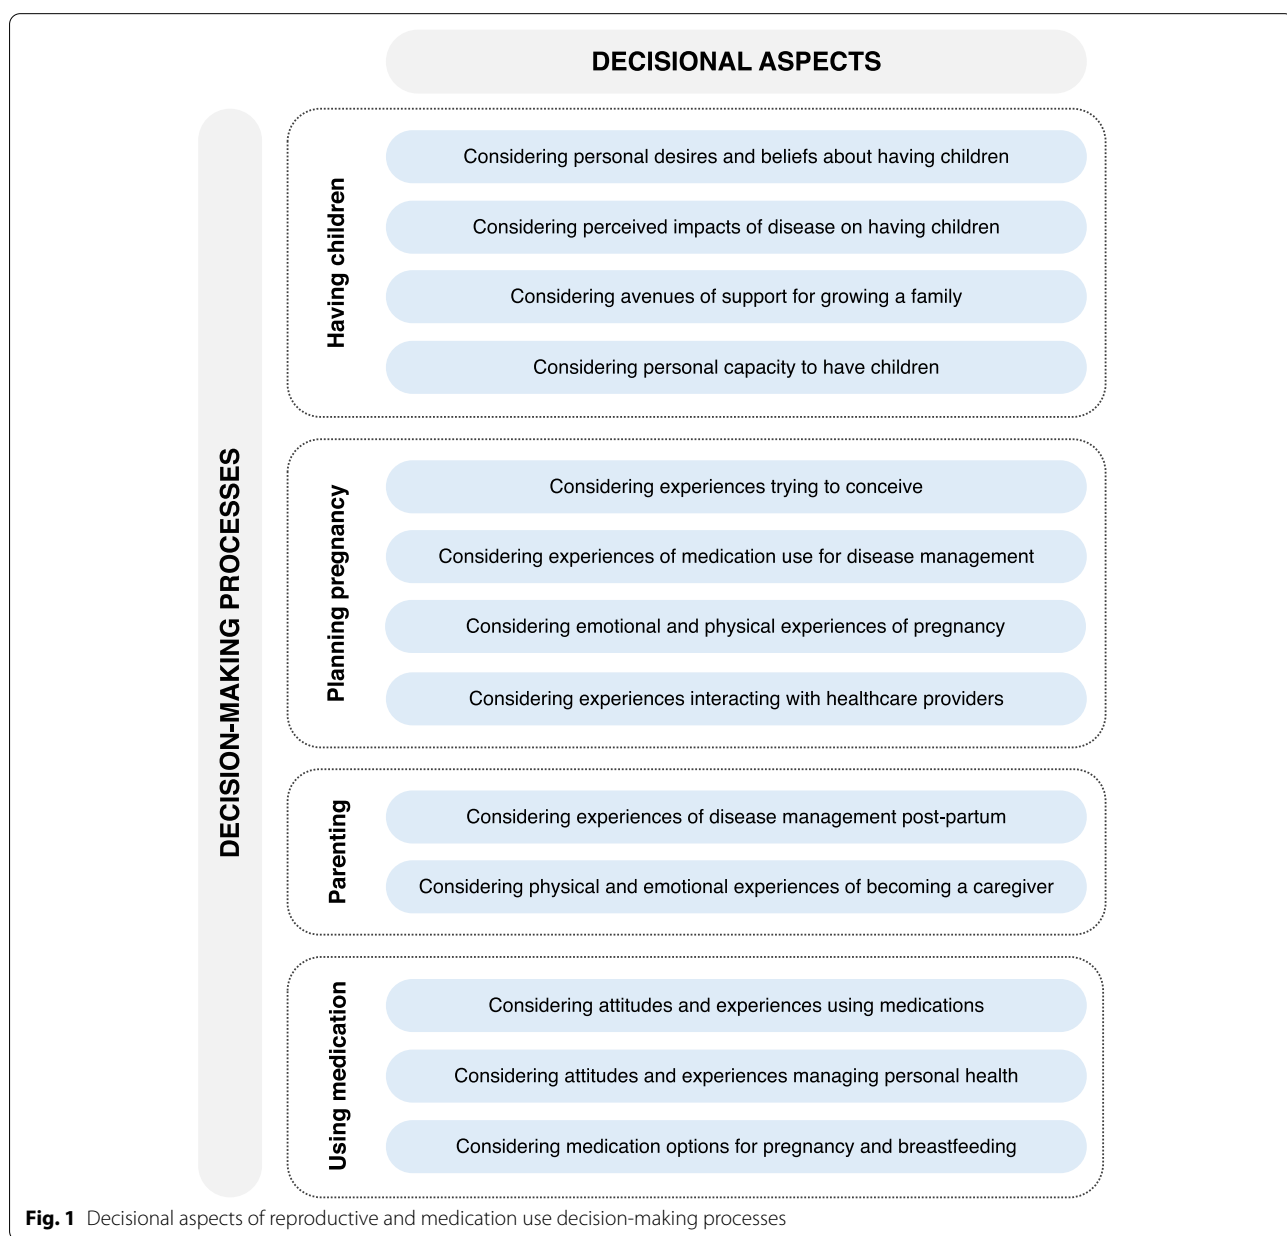 DECISIONAL ASPECTS
DECISION-MAKING PROCESSES
Having children
Considering personal desires and beliefs about having children
Considering perceived impacts of disease on having children
Considering avenues of support for growing a family
Considering personal capacity to have children
Planning pregnancy
Considering experiences trying to conceive
Considering experiences of medication use for disease management
Considering emotional and physical experiences of pregnancy
Considering experiences interacting with healthcare providers
Parenting
Considering experiences of disease management post-partum
Considering physical and emotional experiences of becoming a caregiver
Using medication
Considering attitudes and experiences using medications
Considering attitudes and experiences managing personal health
Considering medication options for pregnancy and breastfeeding
Fig. 1 Decisional aspects of reproductive and medication use decision-making processes